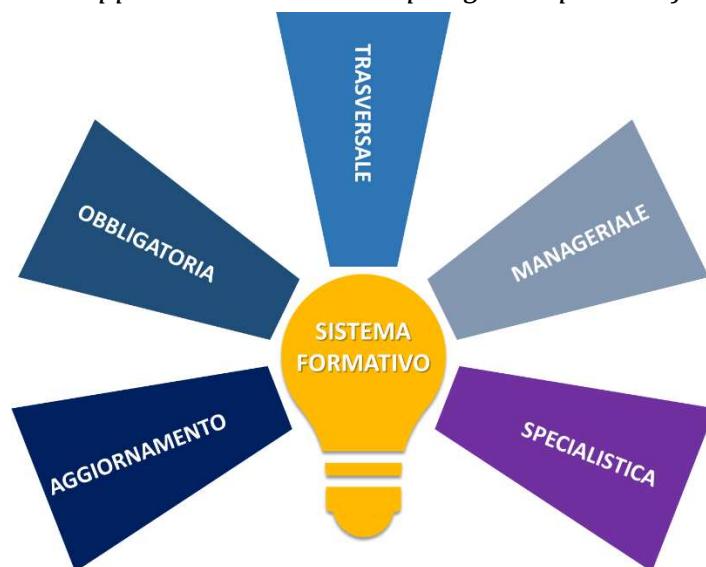 TRASVERSALE
OBBLIGATORIA
MANAGERIALE
SISTEMA
FORMATIVO
AGGIORNAMENTO
SPECIALISTICA